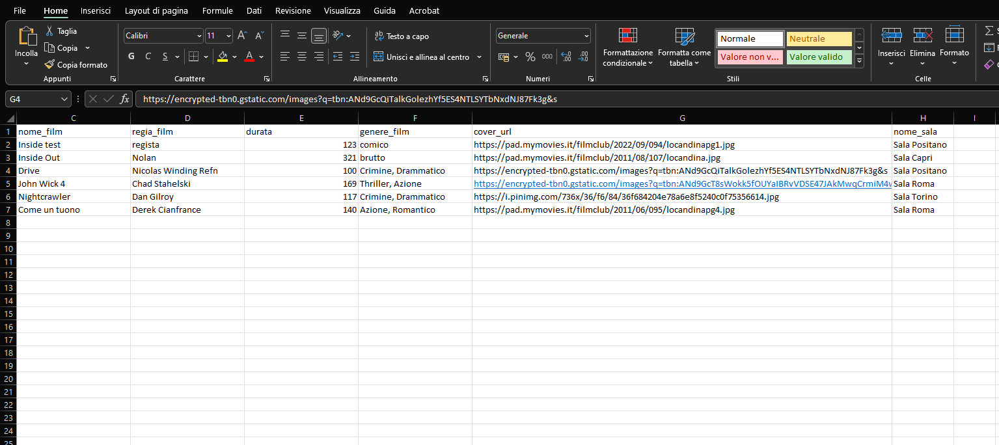 File Home Inserisci Layout di pagina Formule Dati Revisione Visualizza Guida Acrobat
Incolla
Taglia
Copia
Copia formato
Appunti
Calibri 11
G C S
Carattere
Testo a capo
Unisci e allinea al centro
Allineamento
Generale
% 000
Numeri
Formattazione condizionale
Formatta come tabella
Normale Neutrale
Valore non v... Valore valido
Stili
Inserisci Elimina Formato
Celle
G4 fx https://encrypted-tbn0.gstatic.com/images?q=tbn:ANd9GcQiTalkGolezhYf5ES4NTLSYTbNxdNJ87Fk3g&s
C D E F G H I
1 nome_film regia_film durata genere_film cover_url nome_sala
2 Inside test regista 123 comico https://pad.mymovies.it/filmclub/2022/09/094/locandinapg1.jpg Sala Positano
3 Inside Out Nolan 321 brutto https://pad.mymovies.it/filmclub/2011/08/107/locandina.jpg Sala Capri
4 Drive Nicolas Winding Refn 100 Crimine, Drammatico https://encrypted-tbn0.gstatic.com/images?q=tbn:ANd9GcQiTalkGolezhYf5ES4NTLSYTbNxdNJ87Fk3g&s Sala Positano
5 John Wick 4 Chad Stahelski 169 Thriller, Azione https://encrypted-tbn0.gstatic.com/images?q=tbn:ANd9GcT8sWokk5fOUYaIBRvVDSE47JAkMwqCrmiM4w Sala Roma
6 Nightcrawler Dan Gilroy 117 Crimine, Drammatico https://i.pinimg.com/736x/36/f6/84/36f684204e78a6e8f5240c0f75356614.jpg Sala Torino
7 Come un tuono Derek Cianfrance 140 Azione, Romantico https://pad.mymovies.it/filmclub/2011/06/095/locandinapg4.jpg Sala Roma
8
9
10
11
12
13
14
15
16
17
18
19
20
21
22
23
24
25